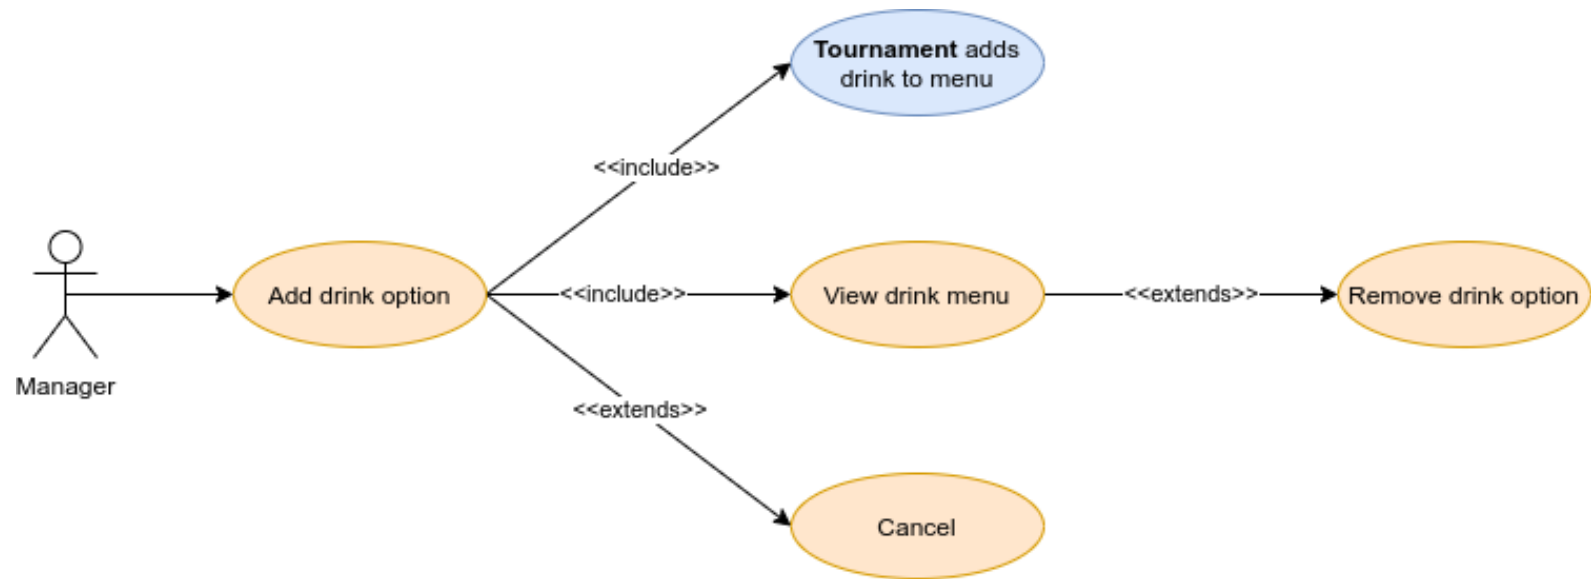 Tournament adds
drink to menu
<<include>>
Add drink option
<<include>>
View drink menu
<<extends>>
Remove drink option
Manager
<<extends>>
Cancel